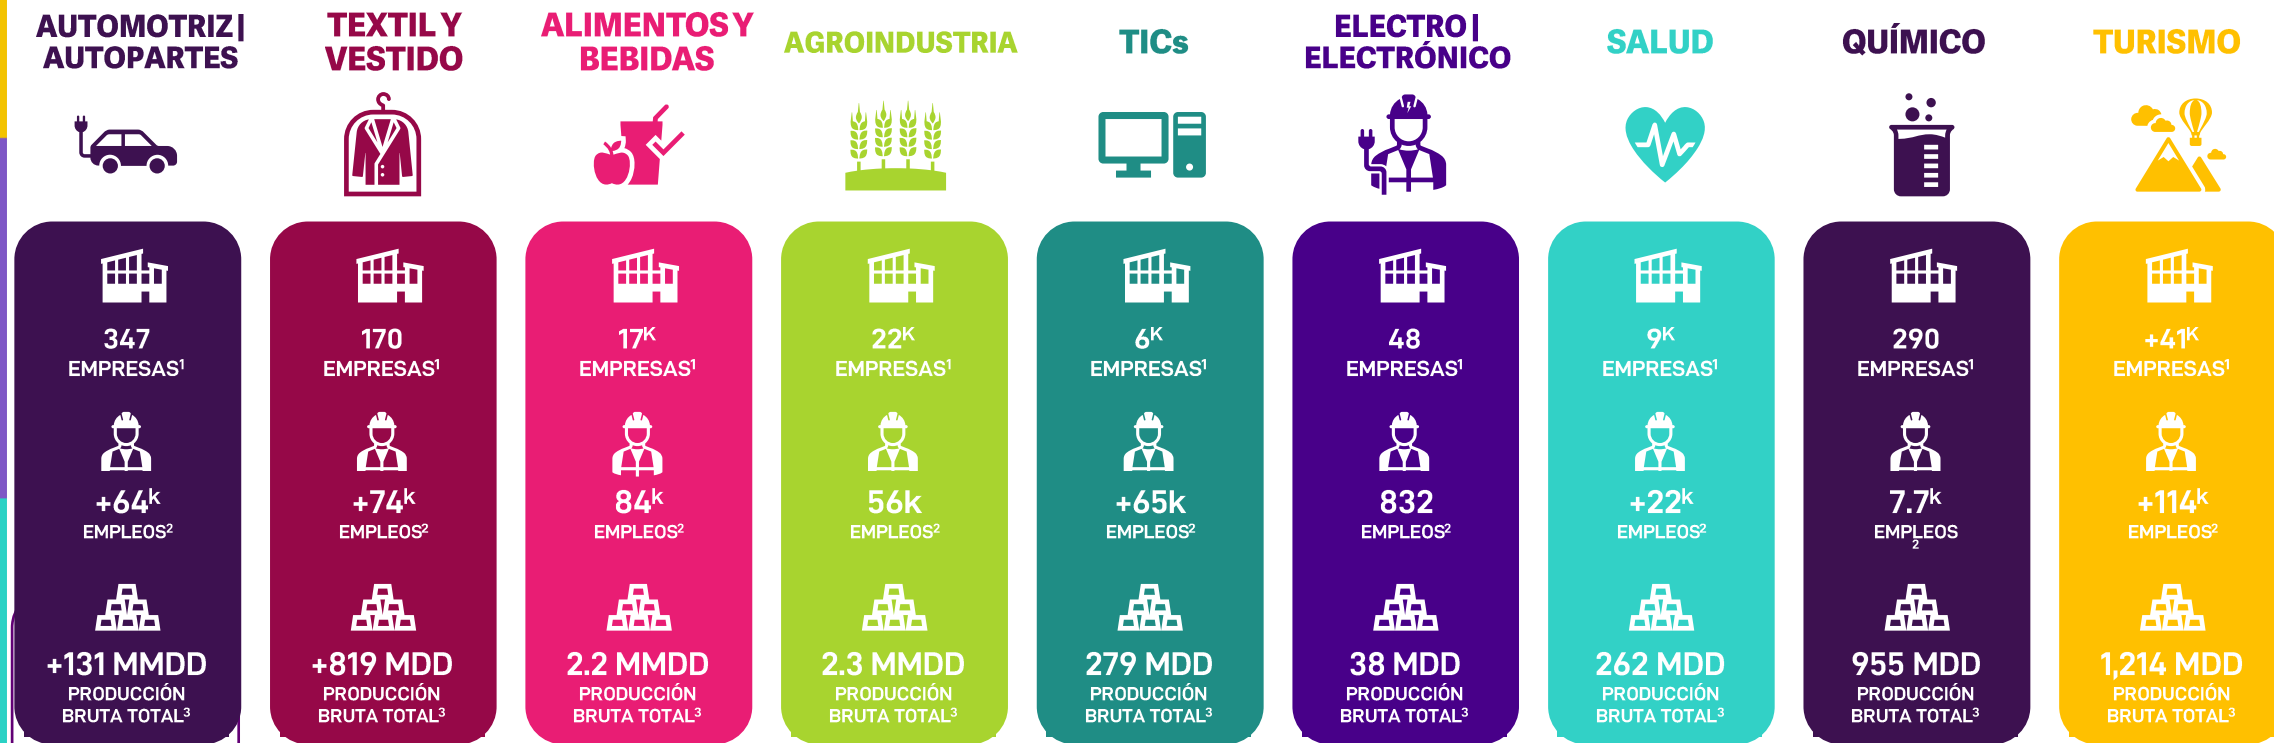 AUTOMOTRIZ|
AUTOPARTES
347
EMPRESAS¹
+64ᵏ
EMPLEOS²
+131 MMDD
PRODUCCIÓN
BRUTA TOTAL³
TEXTIL Y
VESTIDO
170
EMPRESAS¹
+74ᵏ
EMPLEOS²
+819 MDD
PRODUCCIÓN
BRUTA TOTAL³
ALIMENTOS Y
BEBIDAS
17ᴷ
EMPRESAS¹
84ᵏ
EMPLEOS²
2.2 MMDD
PRODUCCIÓN
BRUTA TOTAL³
AGROINDUSTRIA
22ᴷ
EMPRESAS¹
56k
EMPLEOS²
2.3 MMDD
PRODUCCIÓN
BRUTA TOTAL³
TICs
6ᴷ
EMPRESAS¹
+65k
EMPLEOS²
279 MDD
PRODUCCIÓN
BRUTA TOTAL³
ELECTRO|
ELECTRÓNICO
48
EMPRESAS¹
832
EMPLEOS²
38 MDD
PRODUCCIÓN
BRUTA TOTAL³
SALUD
9ᴷ
EMPRESAS¹
+22ᵏ
EMPLEOS²
262 MDD
PRODUCCIÓN
BRUTA TOTAL³
QUÍMICO
290
EMPRESAS¹
7.7ᵏ
EMPLEOS
²
955 MDD
PRODUCCIÓN
BRUTA TOTAL³
TURISMO
+41ᴷ
EMPRESAS¹
+114ᵏ
EMPLEOS²
1,214 MDD
PRODUCCIÓN
BRUTA TOTAL³